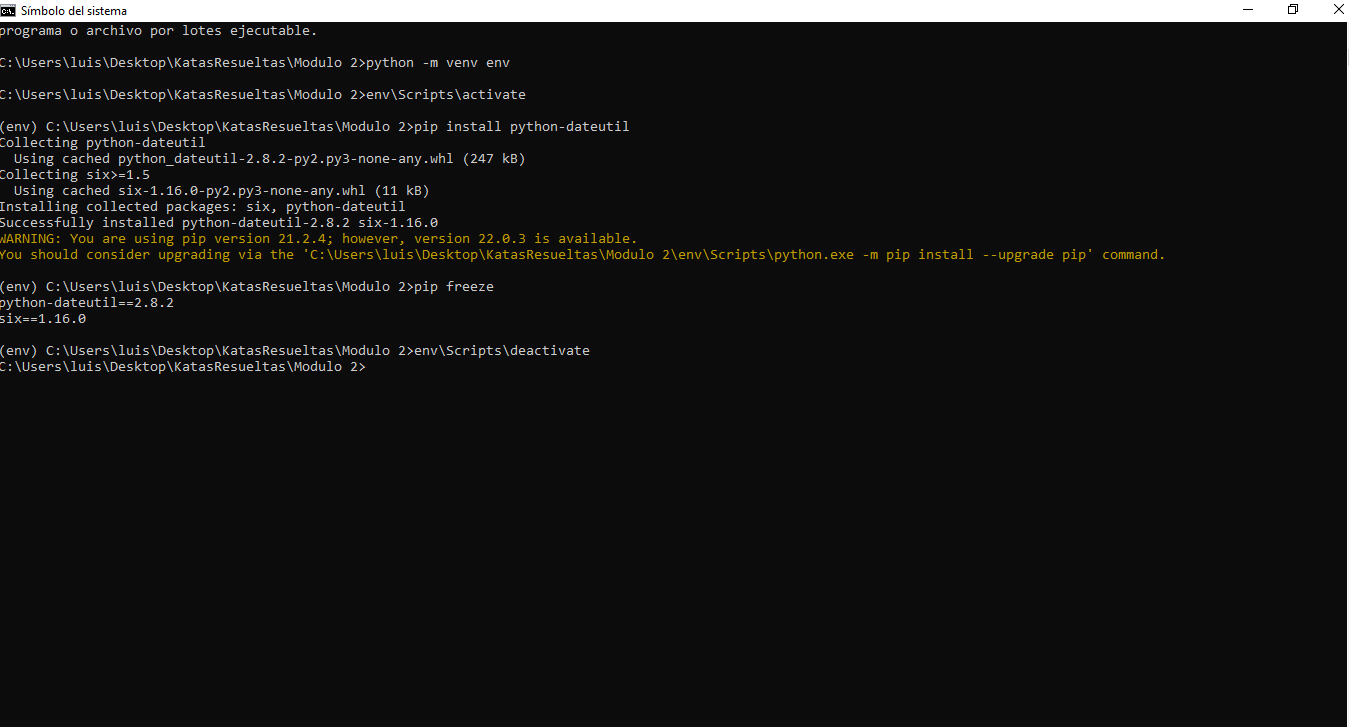 Símbolo del sistema
programa o archivo por lotes ejecutable.
C:\Users\luis\Desktop\KatasResueltas\Modulo 2>python -m venv env
C:\Users\luis\Desktop\KatasResueltas\Modulo 2>env\Scripts\activate
(env) C:\Users\luis\Desktop\KatasResueltas\Modulo 2>pip install python-dateutil
Collecting python-dateutil
  Using cached python_dateutil-2.8.2-py2.py3-none-any.whl (247 kB)
Collecting six>=1.5
  Using cached six-1.16.0-py2.py3-none-any.whl (11 kB)
Installing collected packages: six, python-dateutil
Successfully installed python-dateutil-2.8.2 six-1.16.0
WARNING: You are using pip version 21.2.4; however, version 22.0.3 is available.
You should consider upgrading via the 'C:\Users\luis\Desktop\KatasResueltas\Modulo 2\env\Scripts\python.exe -m pip install --upgrade pip' command.
(env) C:\Users\luis\Desktop\KatasResueltas\Modulo 2>pip freeze
python-dateutil==2.8.2
six==1.16.0
(env) C:\Users\luis\Desktop\KatasResueltas\Modulo 2>env\Scripts\deactivate
C:\Users\luis\Desktop\KatasResueltas\Modulo 2>